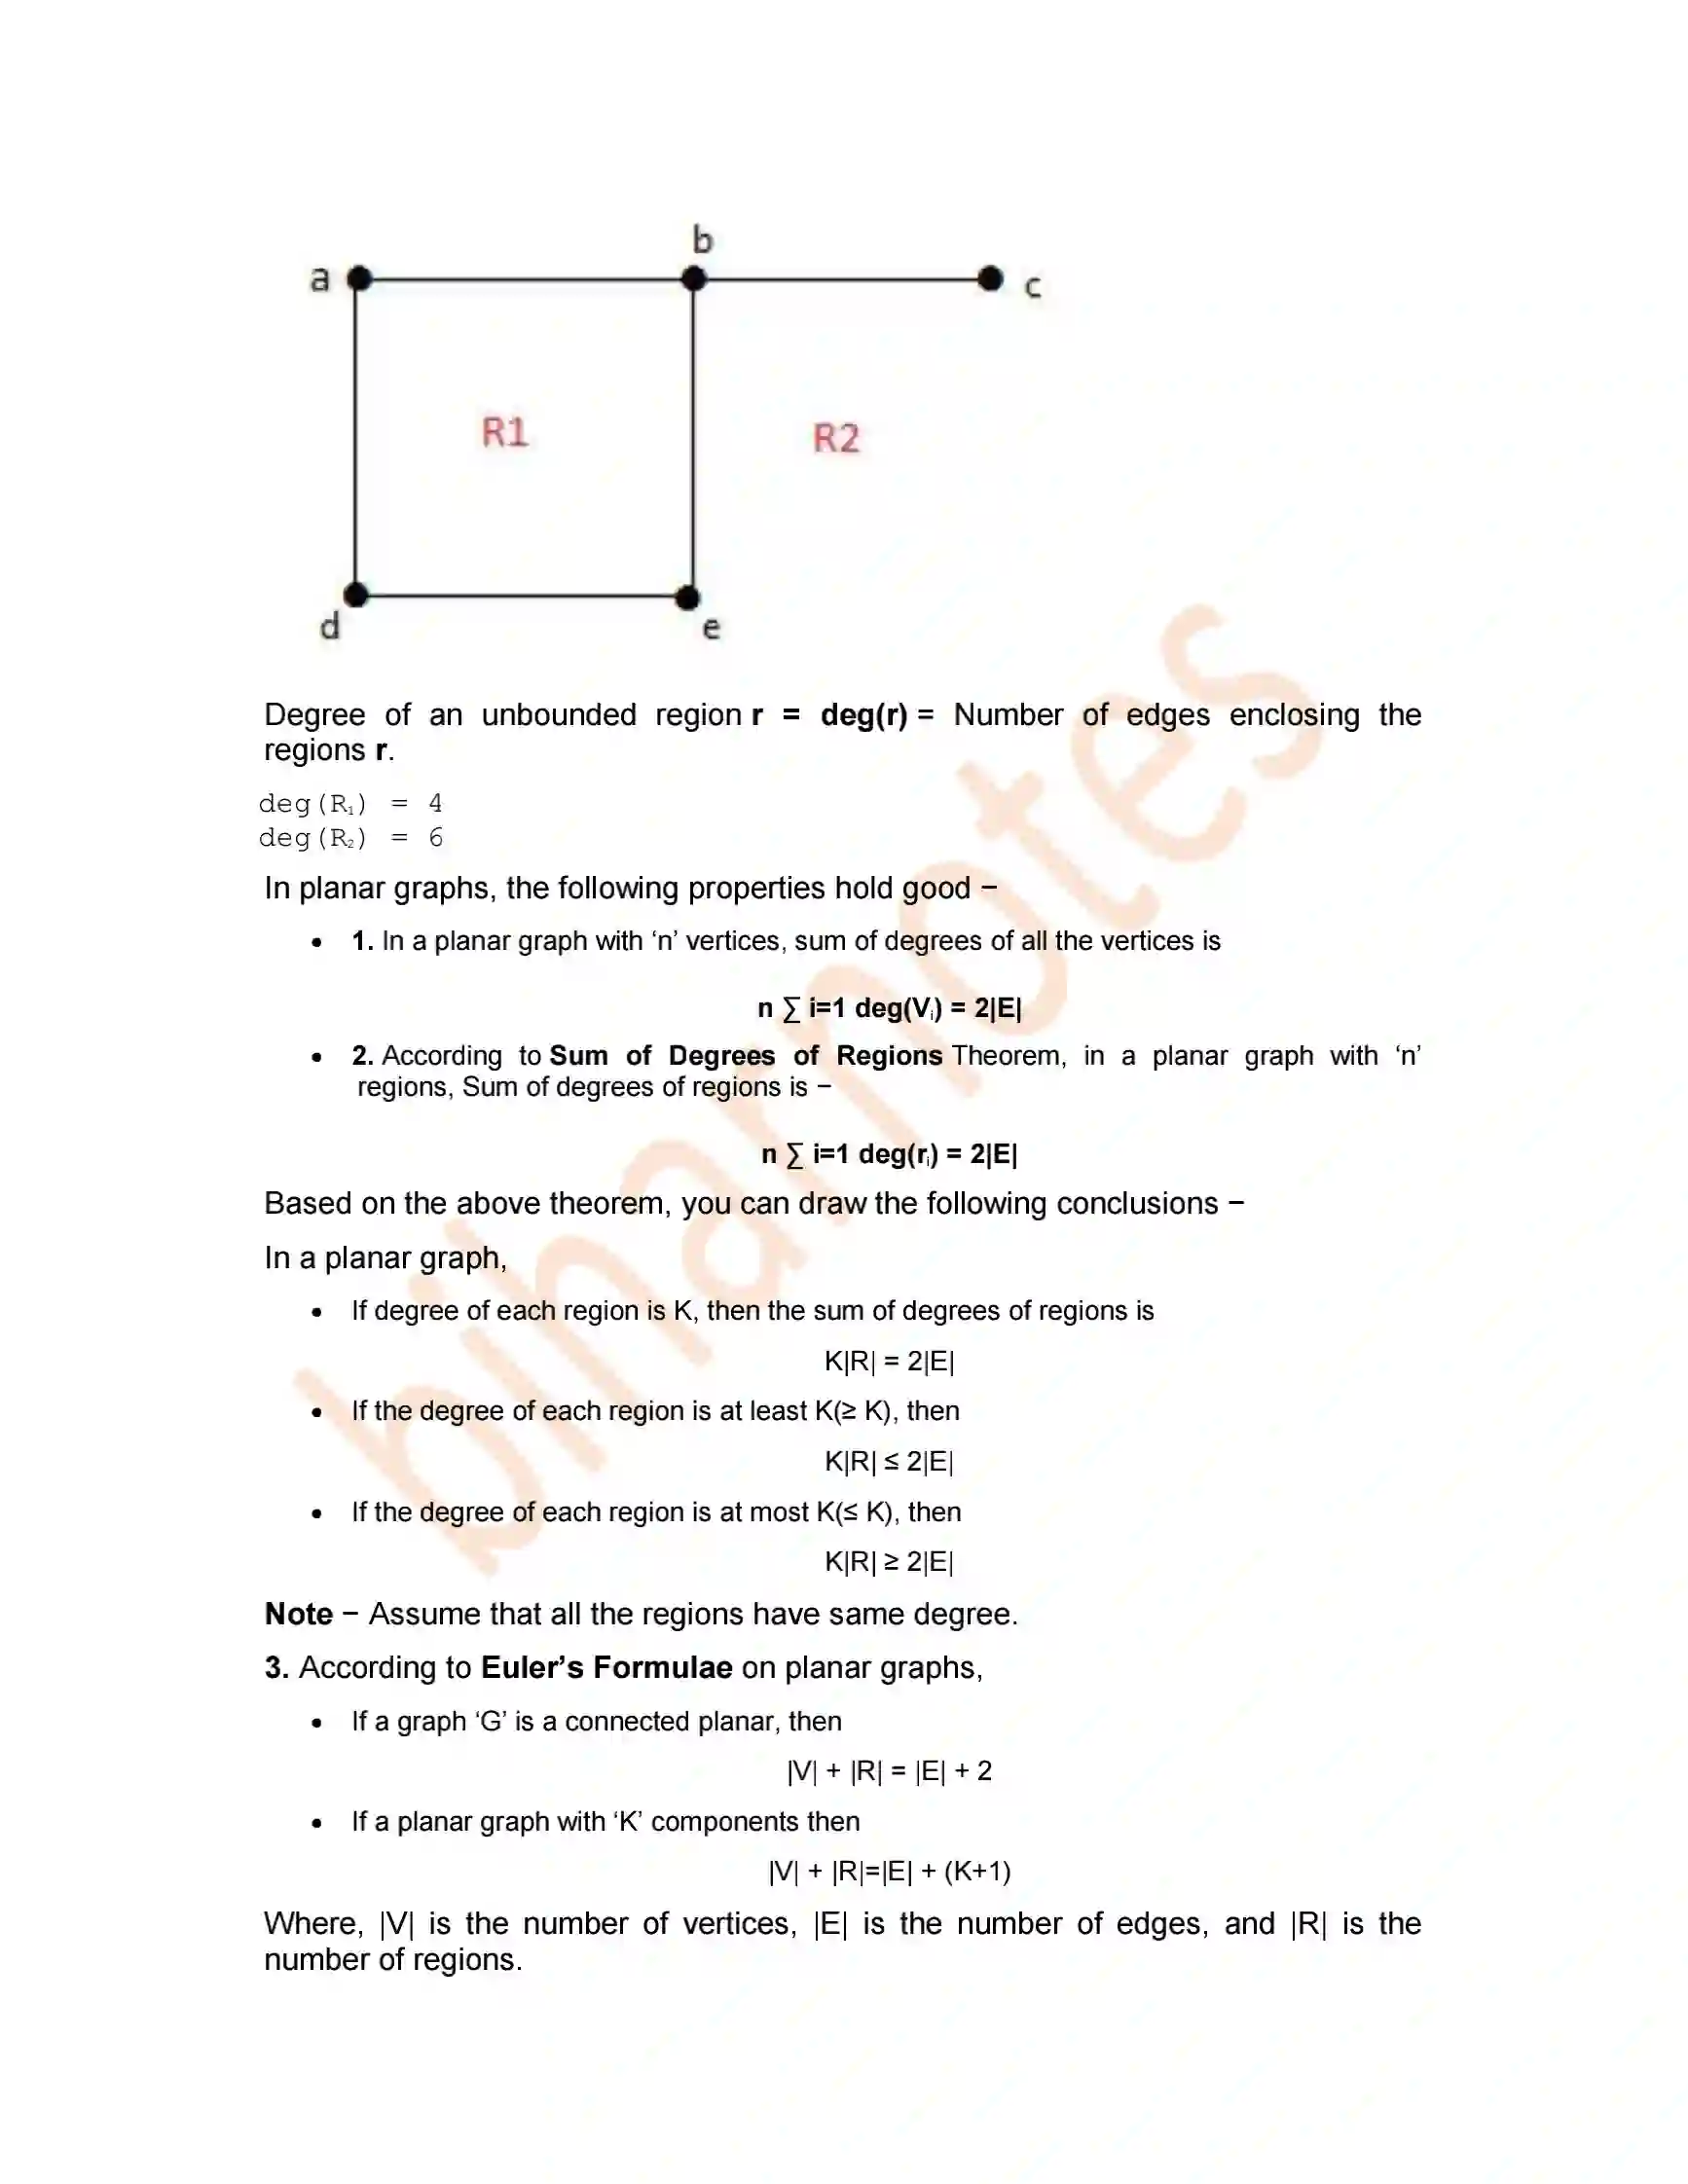 b
a
c
R1
R2
d
e
Degree of an unbounded region r = deg(r) = Number of edges enclosing the
regions r.
deg(R₁) = 4
deg(R₂) = 6
In planar graphs, the following properties hold good −
• 1. In a planar graph with ‘n’ vertices, sum of degrees of all the vertices is
n ∑ i=1 deg(Vᵢ) = 2|E|
• 2. According to Sum of Degrees of Regions Theorem, in a planar graph with ‘n’
regions, Sum of degrees of regions is −
n ∑ i=1 deg(rᵢ) = 2|E|
Based on the above theorem, you can draw the following conclusions −
In a planar graph,
• If degree of each region is K, then the sum of degrees of regions is
K|R| = 2|E|
• If the degree of each region is at least K(≥ K), then
K|R| ≤ 2|E|
• If the degree of each region is at most K(≤ K), then
K|R| ≥ 2|E|
Note − Assume that all the regions have same degree.
3. According to Euler’s Formulae on planar graphs,
• If a graph ‘G’ is a connected planar, then
|V| + |R| = |E| + 2
• If a planar graph with ‘K’ components then
|V| + |R|=|E| + (K+1)
Where, |V| is the number of vertices, |E| is the number of edges, and |R| is the
number of regions.
biharnotes